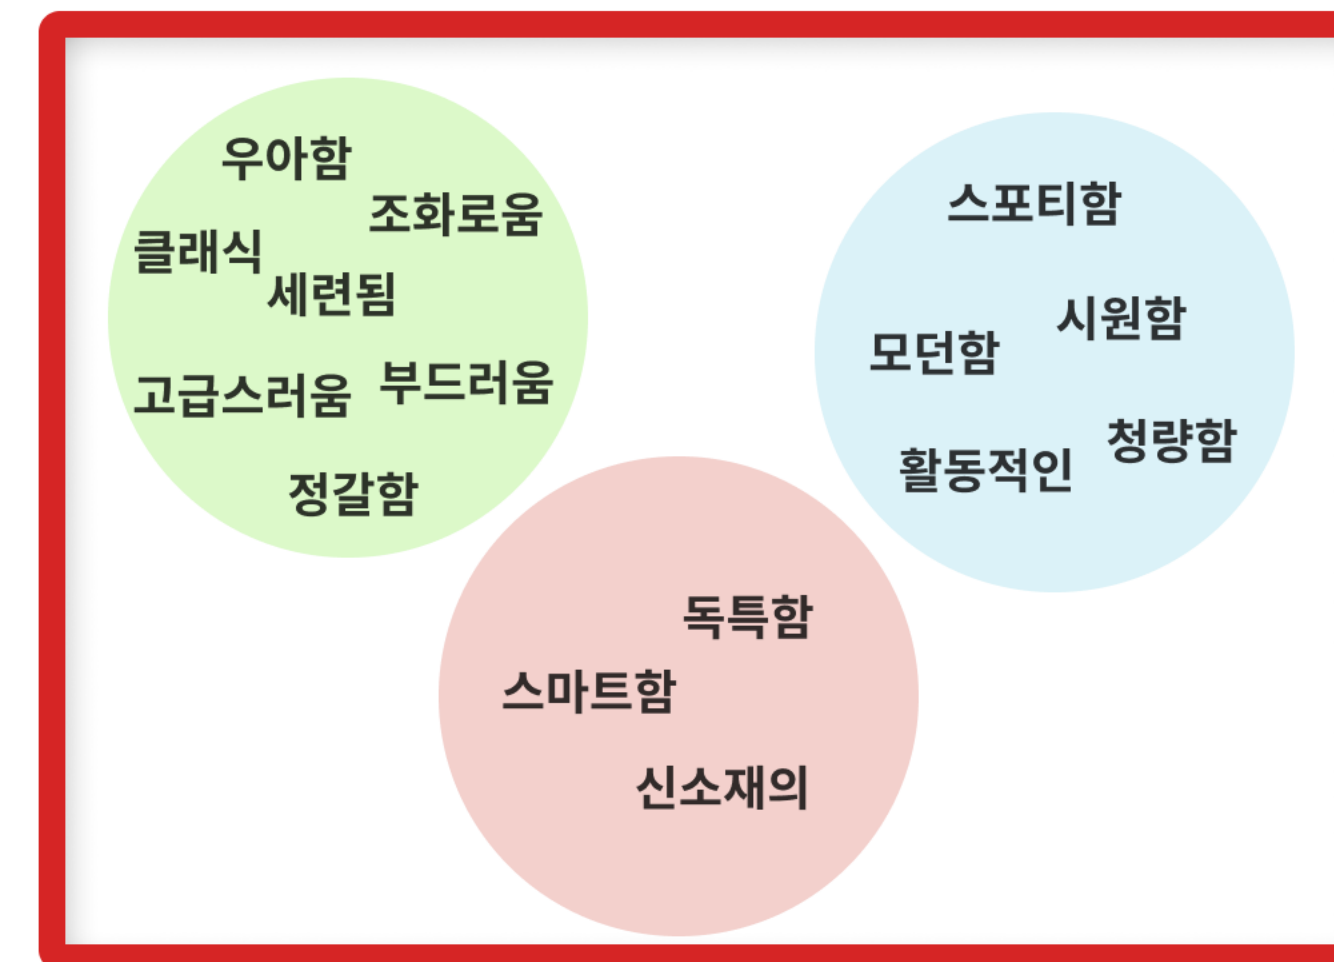 우아함
조화로움
클래식
세련됨
고급스러움
부드러움
정갈함
스포티함
시원함
모던함
청량함
활동적인
독특함
스마트함
신소재의